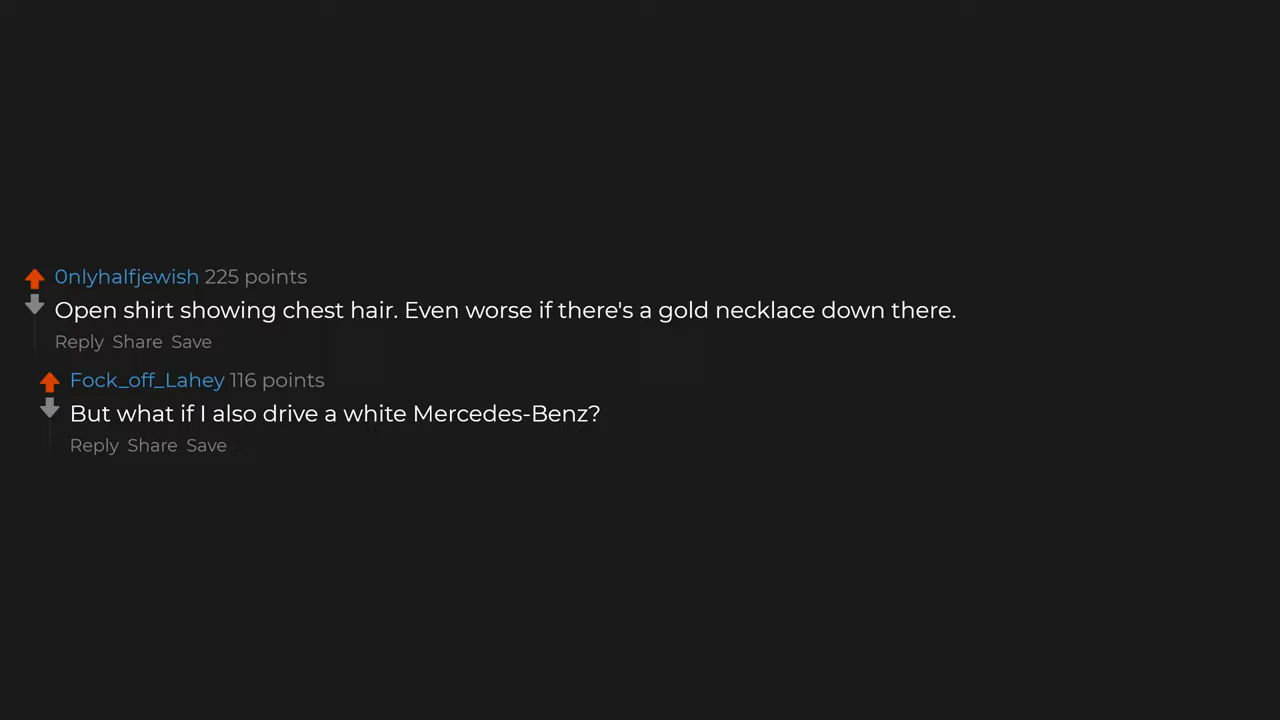 0nlyhalfjewish 225 points
Open shirt showing chest hair. Even worse if there's a gold necklace down there.
Reply Share Save
Fock_off_Lahey 116 points
But what if I also drive a white Mercedes-Benz?
Reply Share Save